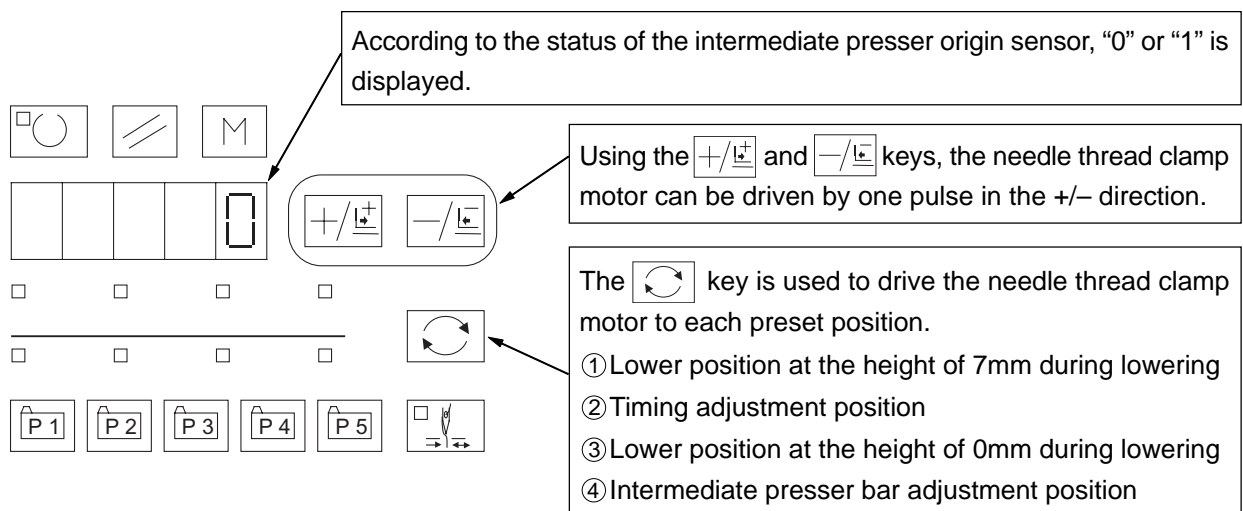 According to the status of the intermediate presser origin sensor, “0” or “1” is
displayed.
M
0
Using the +/ and –/ keys, the needle thread clamp
motor can be driven by one pulse in the +/– direction.
+/
–/
The key is used to drive the needle thread clamp
motor to each preset position.
①Lower position at the height of 7mm during lowering
②Timing adjustment position
③Lower position at the height of 0mm during lowering
④Intermediate presser bar adjustment position
P 1 P 2 P 3 P 4 P 5